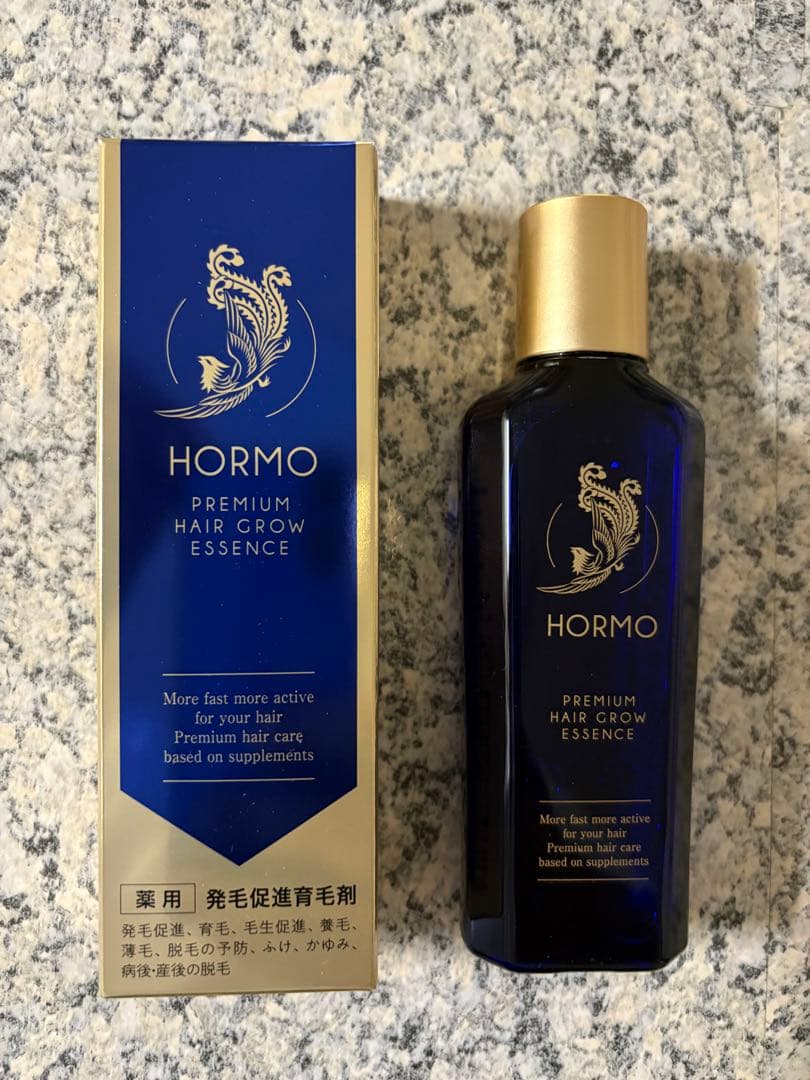 HORMO
PREMIUM
HAIR GROW
ESSENCE
More fast more active
for your hair
Premium hair care
based on supplements
薬用 発毛促進育毛剤
発毛促進、育毛、毛生促進、養毛、
薄毛、脱毛の予防、ふけ、かゆみ、
病後・産後の脱毛
HORMO
PREMIUM
HAIR GROW
ESSENCE
More fast more active
for your hair
Premium hair care
based on supplements